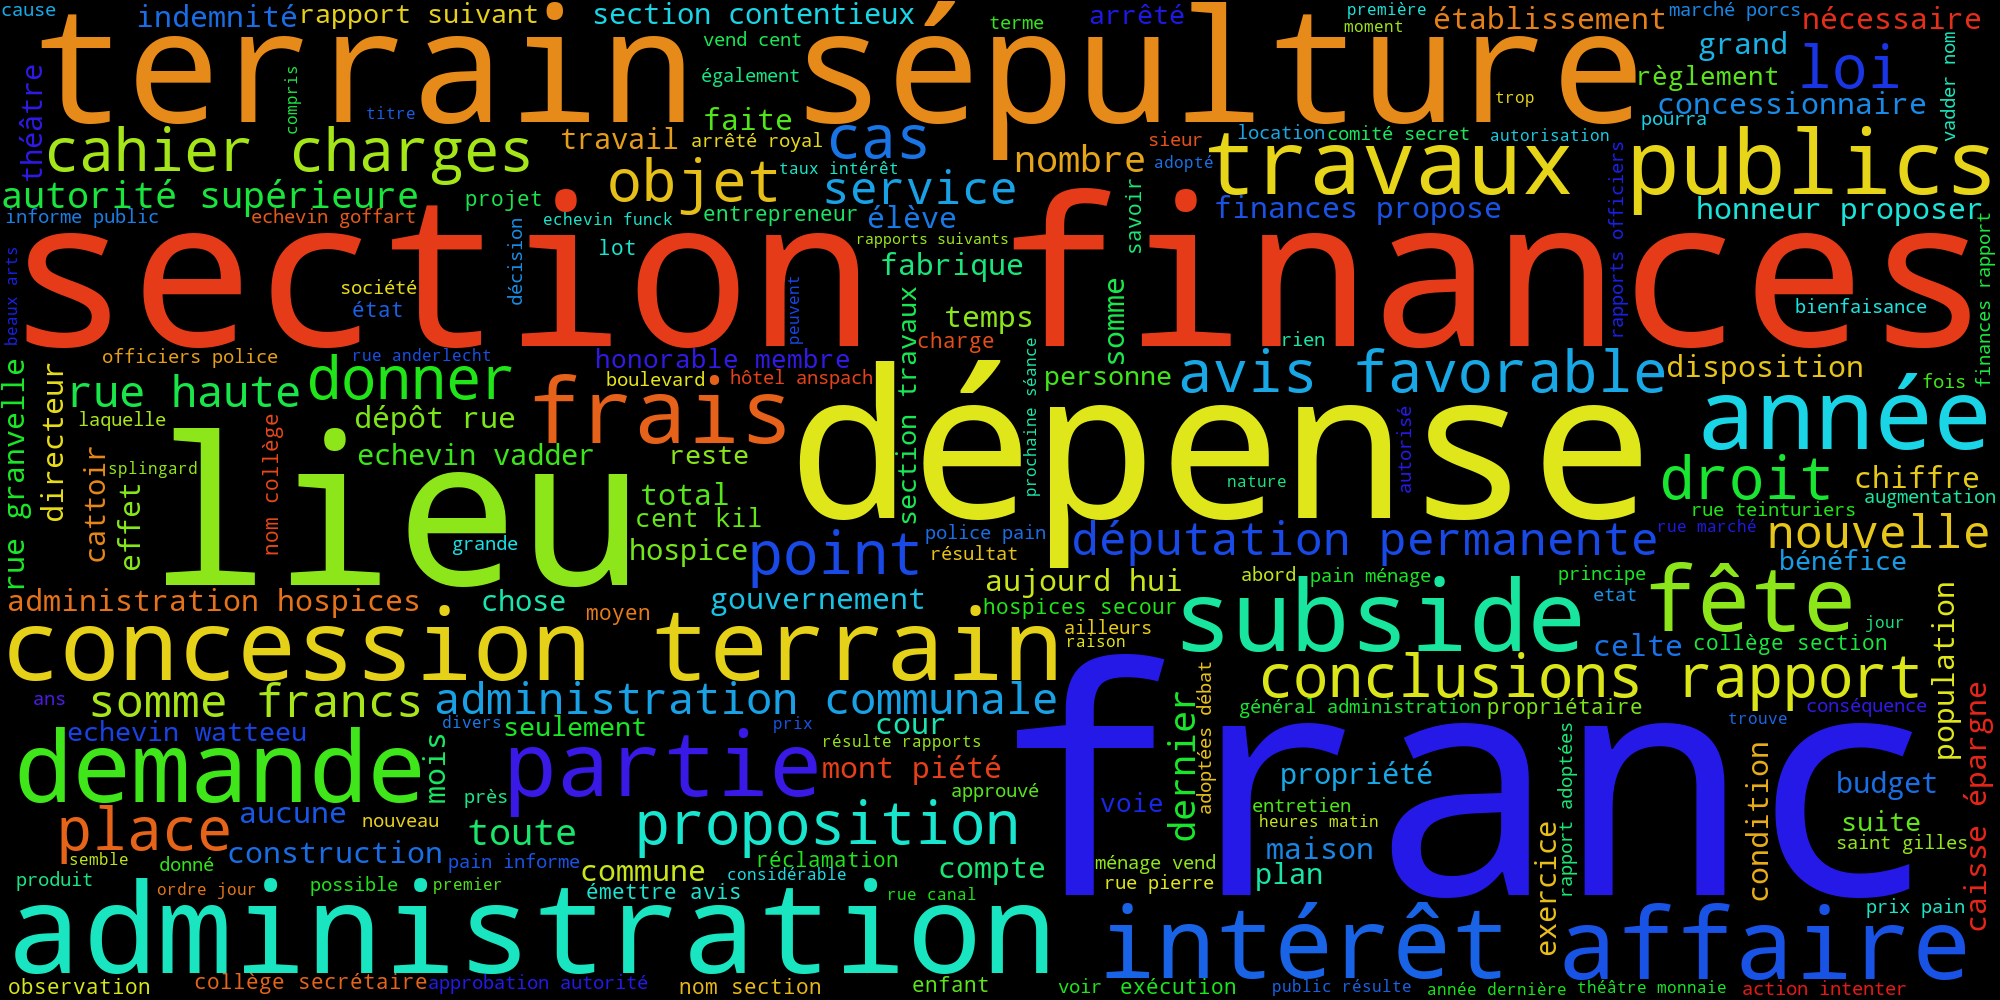 cause
indemnité
rapport suivant
section contentieux
terme
arrêté
première
moment
établissement
marché porcs
nécessaire
terrain sépulture
vend cent
également
grand
loi
règlement
vadder nom
théâtre
compris
titre
faite
trop
concessionnaire
pourra
cahier charges
travail
arrêté royal
cas
sieur
location
comité secret
autorisation
nombre
adopté
travaux publics
autorité supérieure
projet
objet
taux intérêt
service
informe public
echevin goffart
echevin funck
entrepreneur
élève
savoir
finances propose
rapports officiers
honneur proposer
section finances
lot
rapports suivants
fabrique
décision
beaux arts
société
état
peuvent
section travaux
temps
somme
charge
bienfaisance
finances rapport
rien
officiers police
rue anderlecht
honorable membre
prochaine séance
rue granvelle
directeur
rue haute
donner
boulevard
hôtel anspach
frais
personne
avis favorable
disposition
fois
laquelle
dépôt rue
dépense
autorisé
année
cattoir
splingard
nom collège
echevin vadder
reste
lieu
effet
total
cent kil
nature
droit
chiffre
augmentation
rue teinturiers
grande
hospice
point
police pain
résultat
députation permanente
rue marché
nouvelle
bénéfice
administration hospices
chose
moyen
gouvernement
aujourd hui
hospices secour
abord
pain ménage
principe
etat
subside
fête
jour
population
concession terrain
ailleurs
raison
celte
collège section
ans
somme francs
administration communale
franc
dernier
adoptées débat
conclusions rapport
général administration
propriétaire
conséquence
trouve
echevin watteeu
divers
seulement
prix
cour
demande
mois
partie
résulte rapports
mont piété
propriété
rapport adoptées
condition
budget
caisse épargne
près
approuvé
voie
entretien
heures matin
place
aucune
nouveau
toute
proposition
maison
exercice
suite
saint gilles
semble
donné
construction
pain informe
commune
réclamation
considérable
compte
ménage vend
rue pierre
plan
produit
ordre jour
possible
premier
émettre avis
rue canal
prix pain
administration
intérêt
affaire
observation
collège secrétaire
approbation autorité
nom section
enfant
voir
exécution
public résulte
année dernière
théâtre monnaie
action intenter